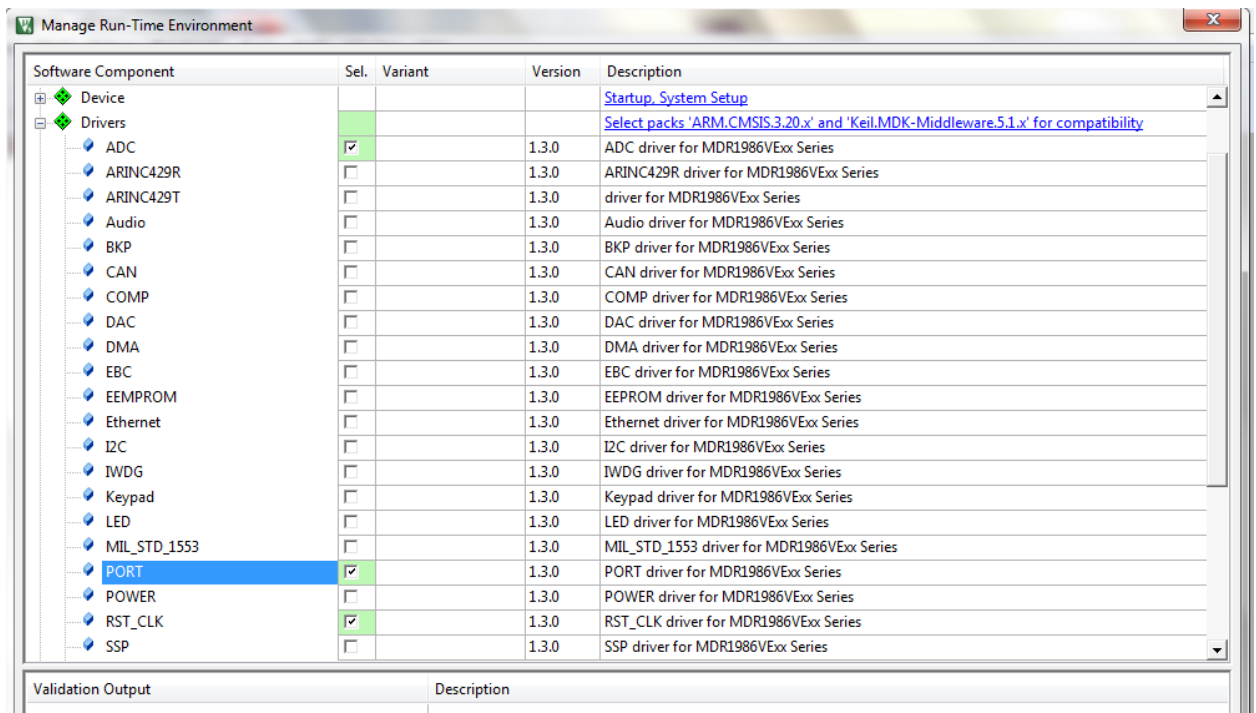 Manage Run-Time Environment
Software Component Sel. Variant Version Description
Device Startup, System Setup
Drivers Select packs 'ARM.CMSIS.3.20.x' and 'Keil.MDK-Middleware.5.1.x' for compatibility
ADC 1.3.0 ADC driver for MDR1986VExx Series
ARINC429R 1.3.0 ARINC429R driver for MDR1986VExx Series
ARINC429T 1.3.0 driver for MDR1986VExx Series
Audio 1.3.0 Audio driver for MDR1986VExx Series
BKP 1.3.0 BKP driver for MDR1986VExx Series
CAN 1.3.0 CAN driver for MDR1986VExx Series
COMP 1.3.0 COMP driver for MDR1986VExx Series
DAC 1.3.0 DAC driver for MDR1986VExx Series
DMA 1.3.0 DMA driver for MDR1986VExx Series
EBC 1.3.0 EBC driver for MDR1986VExx Series
EEMPROM 1.3.0 EEPROM driver for MDR1986VExx Series
Ethernet 1.3.0 Ethernet driver for MDR1986VExx Series
I2C 1.3.0 I2C driver for MDR1986VExx Series
IWDG 1.3.0 IWDG driver for MDR1986VExx Series
Keypad 1.3.0 Keypad driver for MDR1986VExx Series
LED 1.3.0 LED driver for MDR1986VExx Series
MIL_STD_1553 1.3.0 MIL_STD_1553 driver for MDR1986VExx Series
PORT 1.3.0 PORT driver for MDR1986VExx Series
POWER 1.3.0 POWER driver for MDR1986VExx Series
RST_CLK 1.3.0 RST_CLK driver for MDR1986VExx Series
SSP 1.3.0 SSP driver for MDR1986VExx Series
Validation Output Description